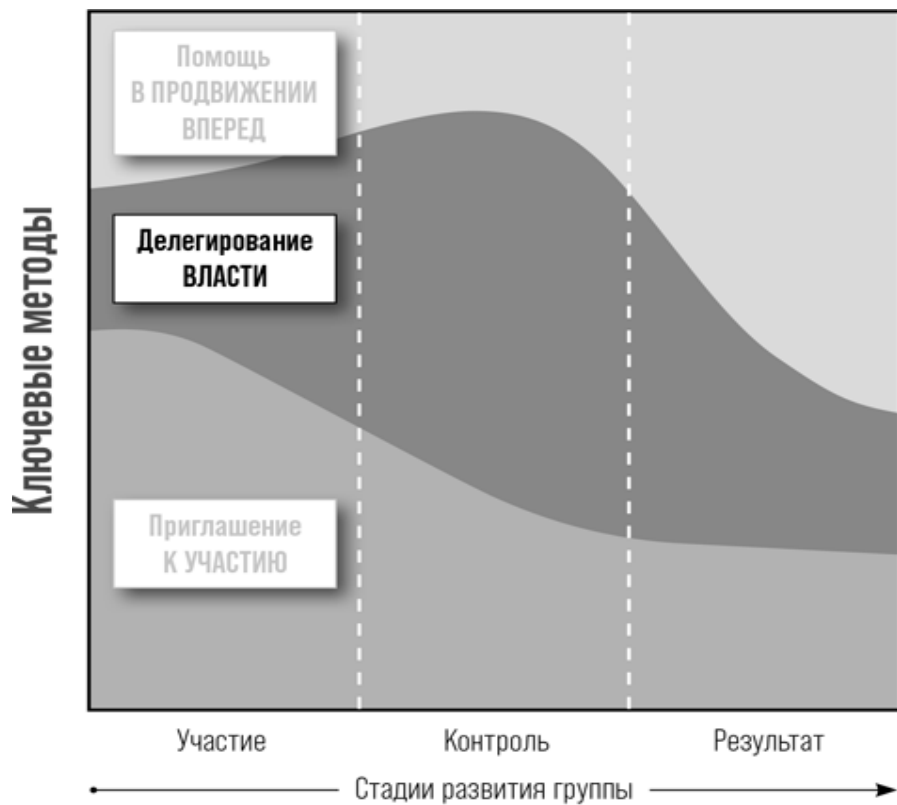 Ключевые методы
Помощь
В ПРОДВИЖЕНИИ
ВПЕРЕД
Делегирование
ВЛАСТИ
Приглашение
К УЧАСТИЮ
Участие
Контроль
Результат
Стадии развития группы